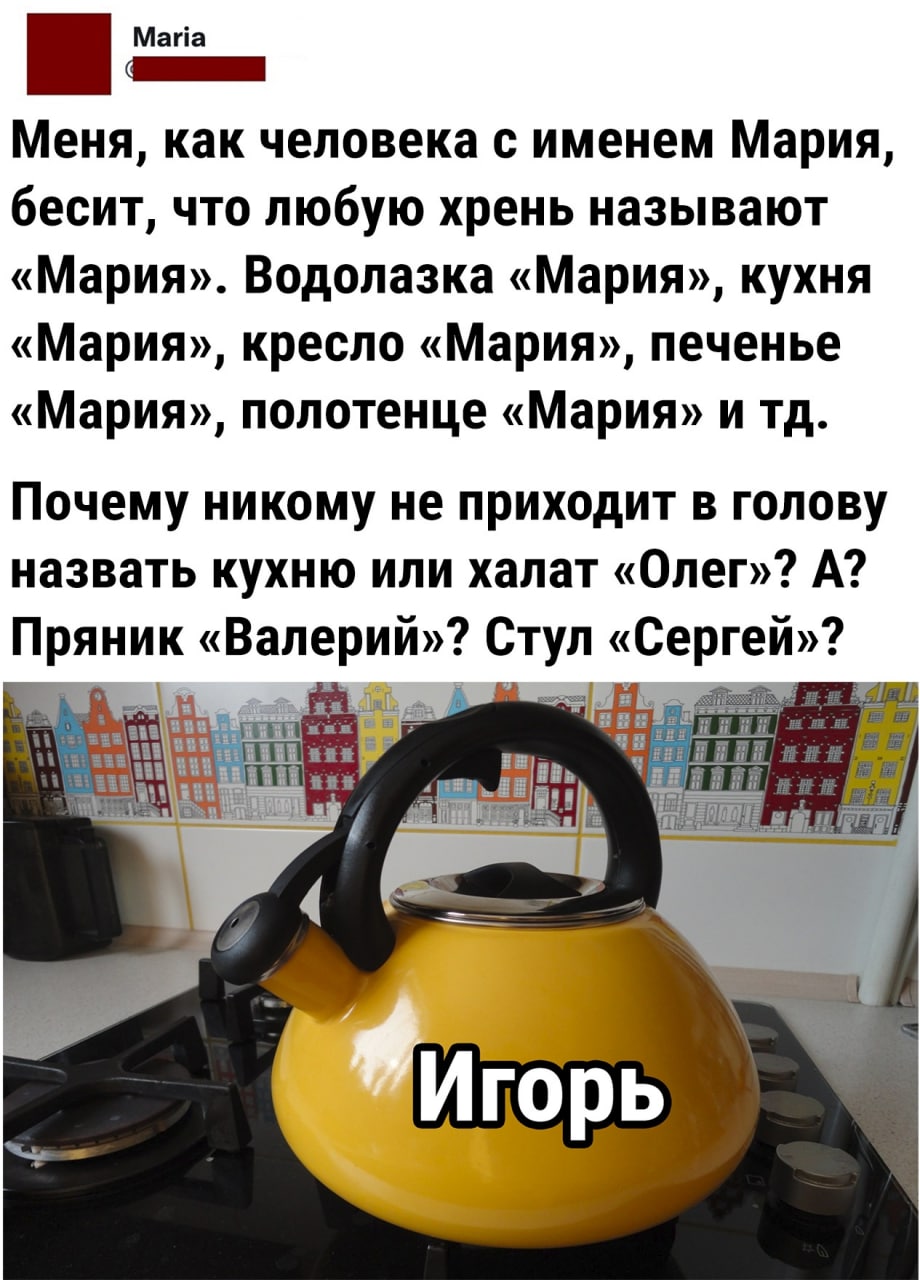 Maria
Меня, как человека с именем Мария,
бесит, что любую хрень называют
«Мария». Водолазка «Мария», кухня
«Мария», кресло «Мария», печенье
«Мария», полотенце «Мария» и тд.
Почему никому не приходит в голову
назвать кухню или халат «Олег»? А?
Пряник «Валерий»? Стул «Сергей»?
Игорь